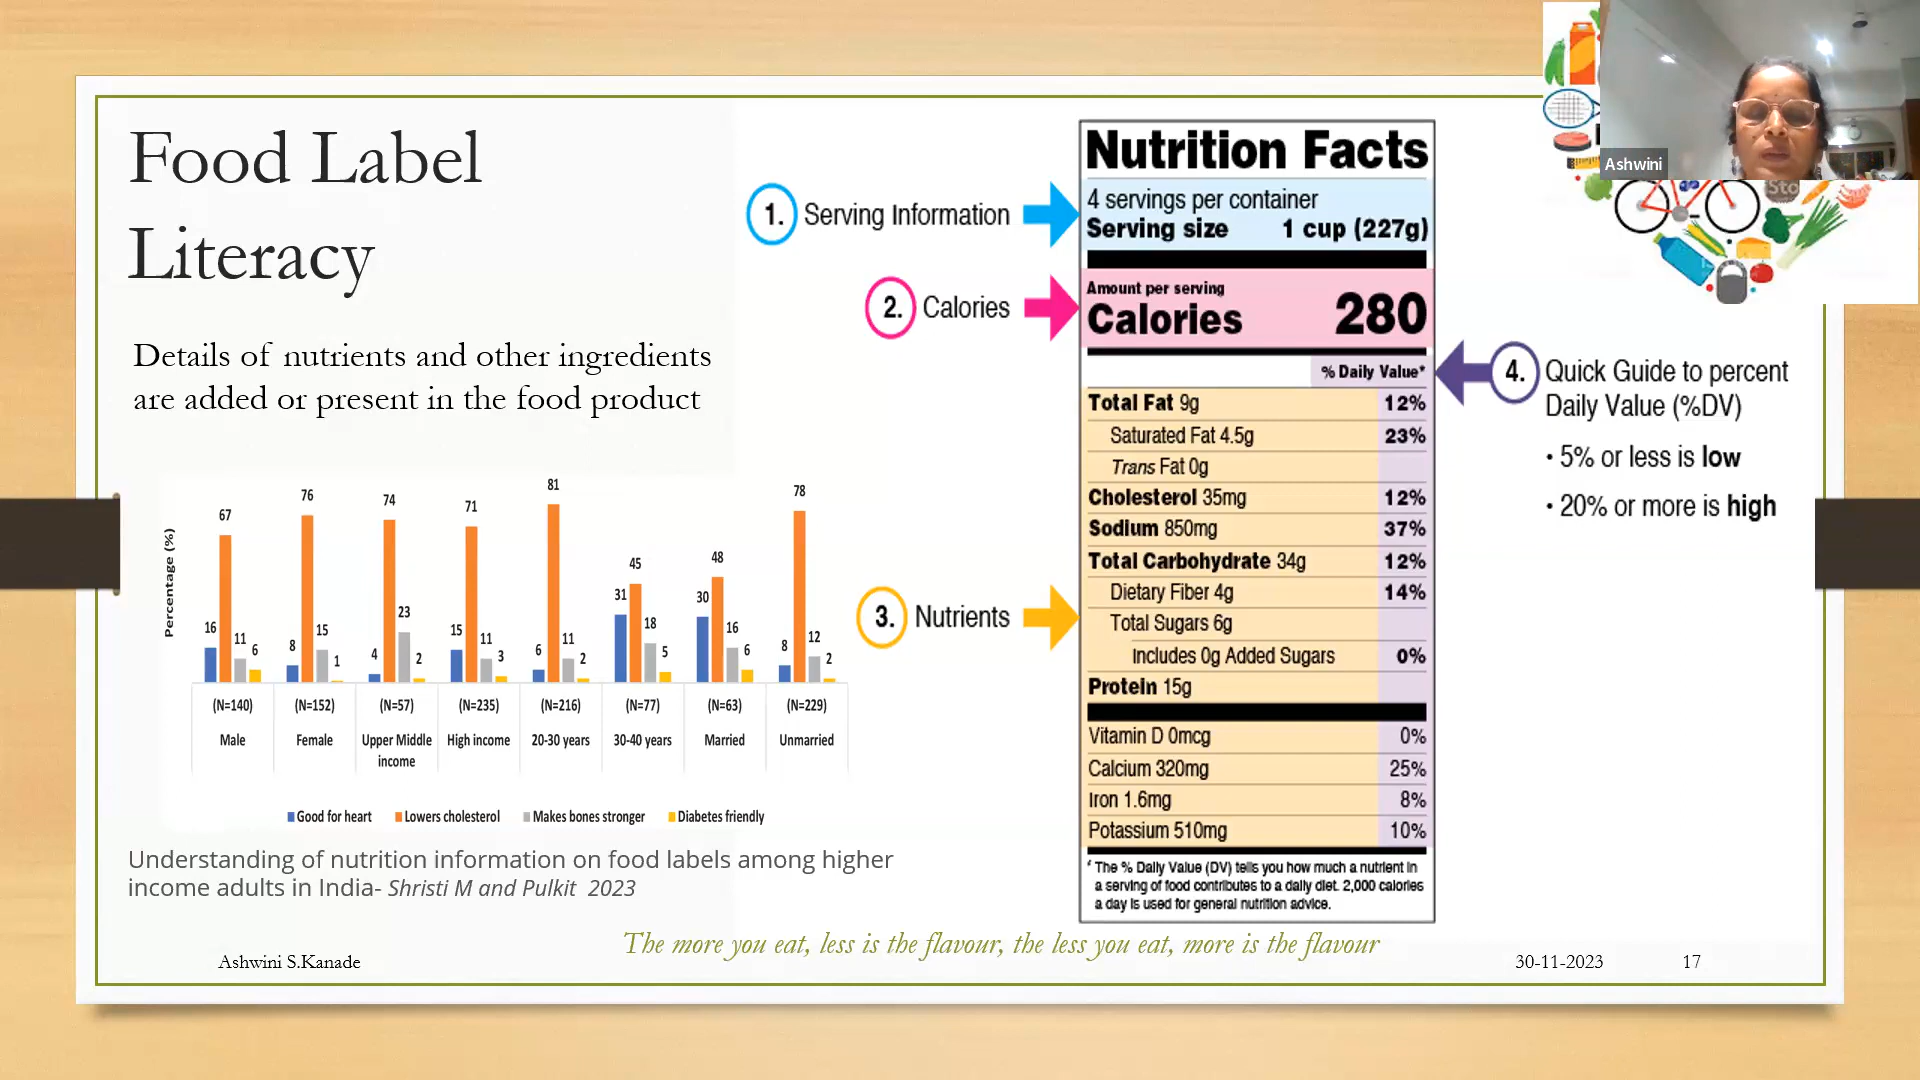 Food Label
Literacy
Details of nutrients and other ingredients
are added or present in the food product
Percentage (%)
16 67 11 6
8 76 15 1
4 74 23 2
15 71 11 3
6 81 11 2
31 45 18 5
30 48 16 6
8 78 12 2
(N=140) (N=152) (N=57) (N=235) (N=216) (N=77) (N=63) (N=229)
Male Female Upper Middle High income 20-30 years 30-40 years Married Unmarried
income
Good for heart Lowers cholesterol Makes bones stronger Diabetes friendly
Understanding of nutrition information on food labels among higher
income adults in India- Shristi M and Pulkit 2023
1. Serving Information
2. Calories
3. Nutrients
Nutrition Facts
4 servings per container
Serving size 1 cup (227g)
Amount per serving
Calories 280
% Daily Value*
Total Fat 9g 12%
Saturated Fat 4.5g 23%
Trans Fat 0g
Cholesterol 35mg 12%
Sodium 850mg 37%
Total Carbohydrate 34g 12%
Dietary Fiber 4g 14%
Total Sugars 6g
Includes 0g Added Sugars 0%
Protein 15g
Vitamin D 0mcg 0%
Calcium 320mg 25%
Iron 1.6mg 8%
Potassium 510mg 10%
* The % Daily Value (DV) tells you how much a nutrient in
a serving of food contributes to a daily diet. 2,000 calories
a day is used for general nutrition advice.
4. Quick Guide to percent
Daily Value (%DV)
• 5% or less is low
• 20% or more is high
Ashwini
The more you eat, less is the flavour, the less you eat, more is the flavour
Ashwini S.Kanade
30-11-2023
17